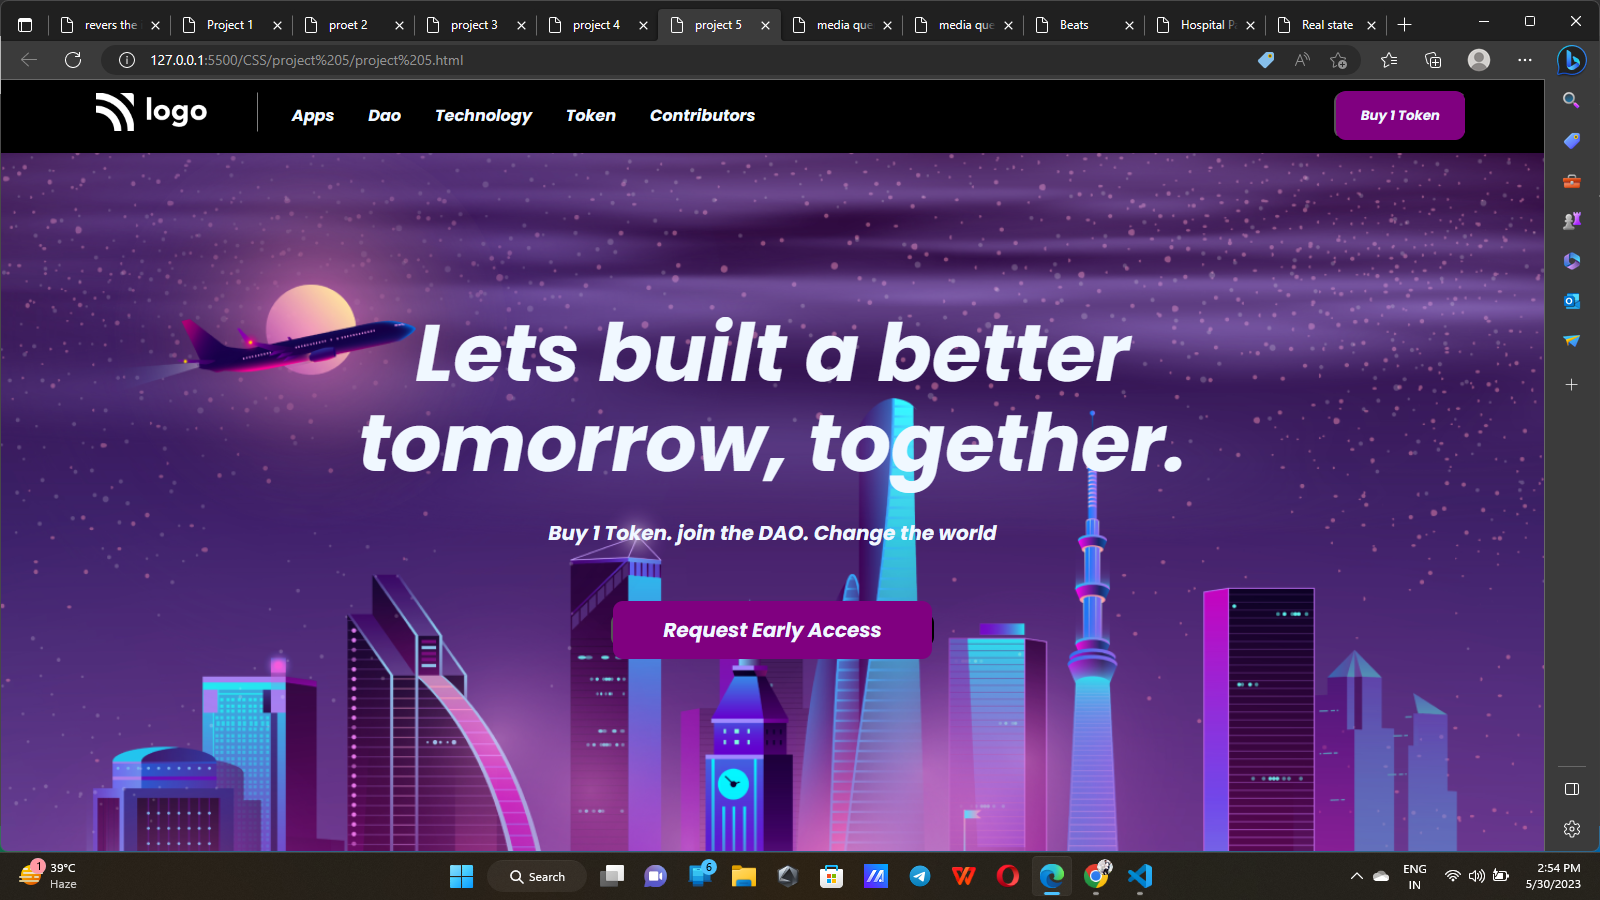 revers the
Project 1
proet 2
project 3
project 4
project 5
media que
media que
Beats
Hospital P
Real state
127.0.0.1:5500/CSS/project%205/project%205.html
logo
Apps
Dao
Technology
Token
Contributors
Buy 1 Token
Lets built a better
tomorrow, together.
Buy 1 Token. join the DAO. Change the world
Request Early Access
1
39°C
Haze
Search
6
ENG
IN
2:54 PM
5/30/2023